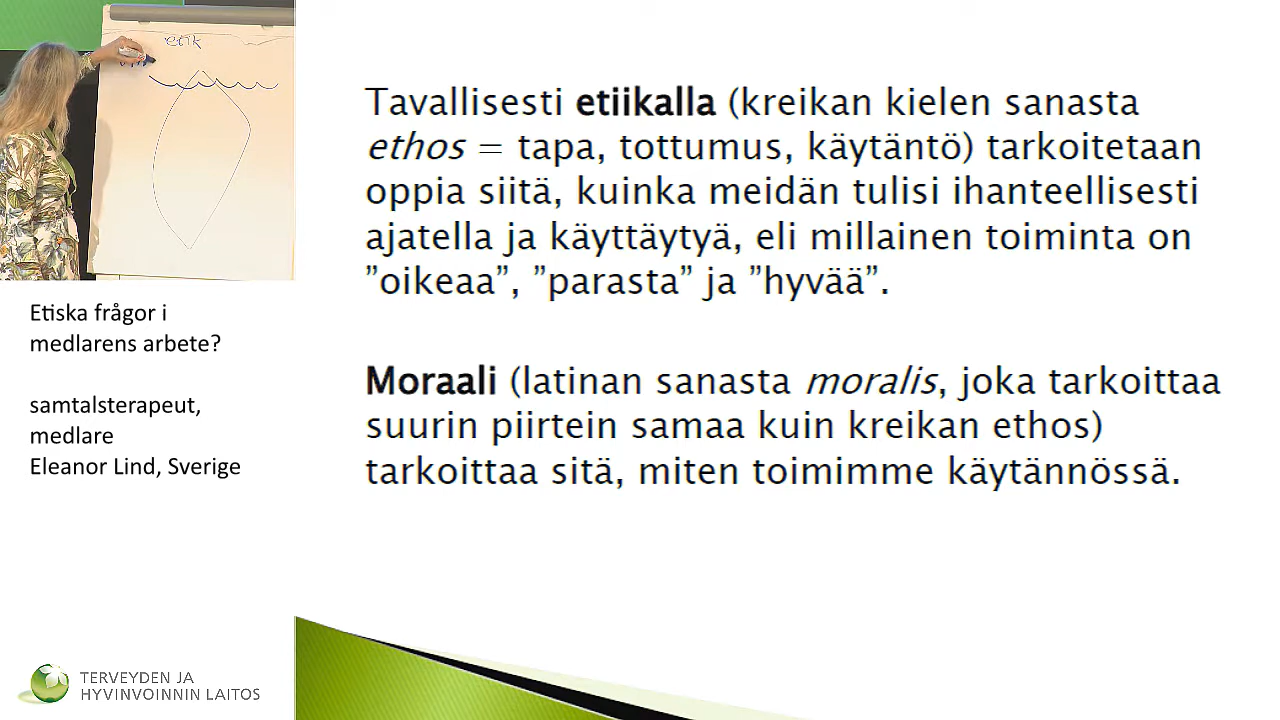 etik
Etiska frågor i
medlarens arbete?
samtalsterapeut,
medlare
Eleanor Lind, Sverige
TERVEYDEN JA
HYVINVOINNIN LAITOS
Tavallisesti etiikalla (kreikan kielen sanasta
ethos = tapa, tottumus, käytäntö) tarkoitetaan
oppia siitä, kuinka meidän tulisi ihanteellisesti
ajatella ja käyttäytyä, eli millainen toiminta on
”oikeaa”, ”parasta” ja ”hyvää”.
Moraali (latinan sanasta moralis, joka tarkoittaa
suurin piirtein samaa kuin kreikan ethos)
tarkoittaa sitä, miten toimimme käytännössä.